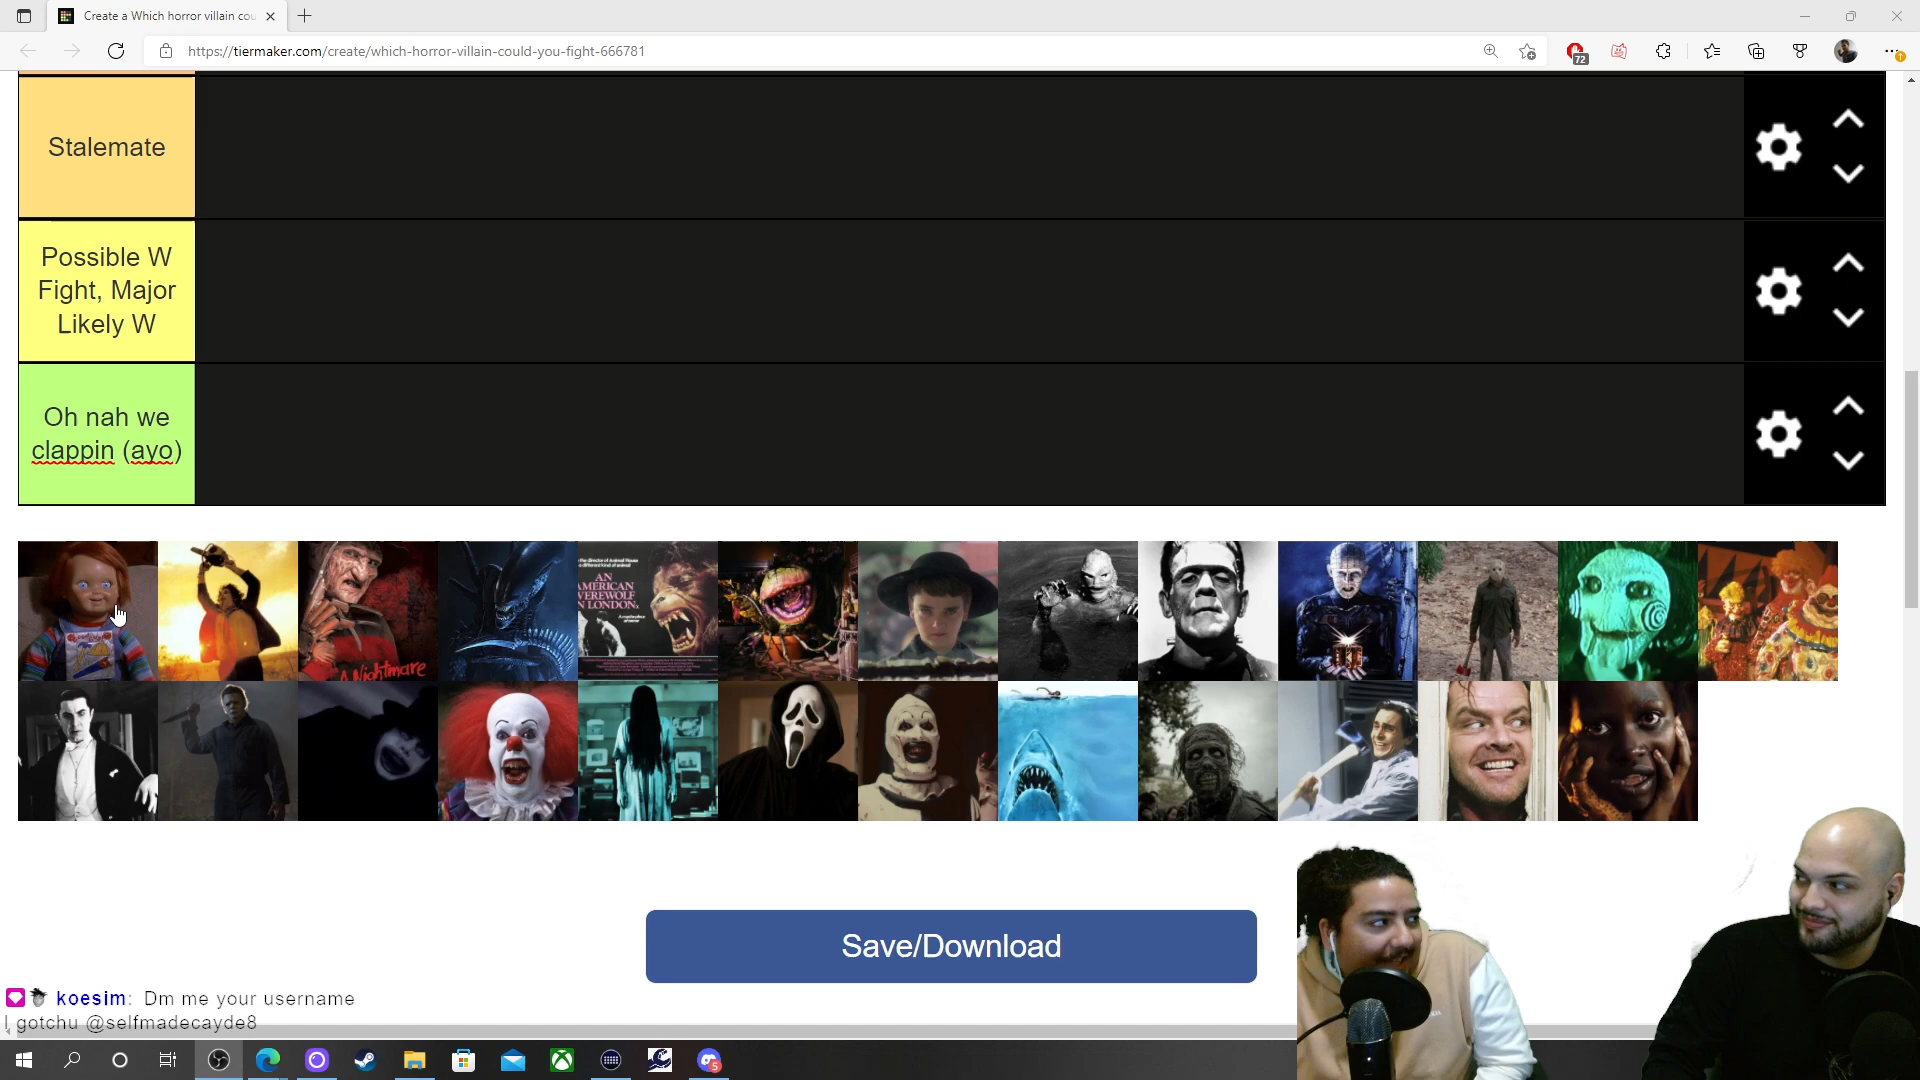 Create a Which horror villain cou
https://tiermaker.com/create/which-horror-villain-could-you-fight-666781
72
Stalemate
Possible W
Fight, Major
Likely W
Oh nah we
clappin (ayo)
AN
AMERICAN
WEREWOLF
IN LONDON
A Nightmare
Save/Download
koesim: Dm me your username
I gotchu @selfmadecayde8
5